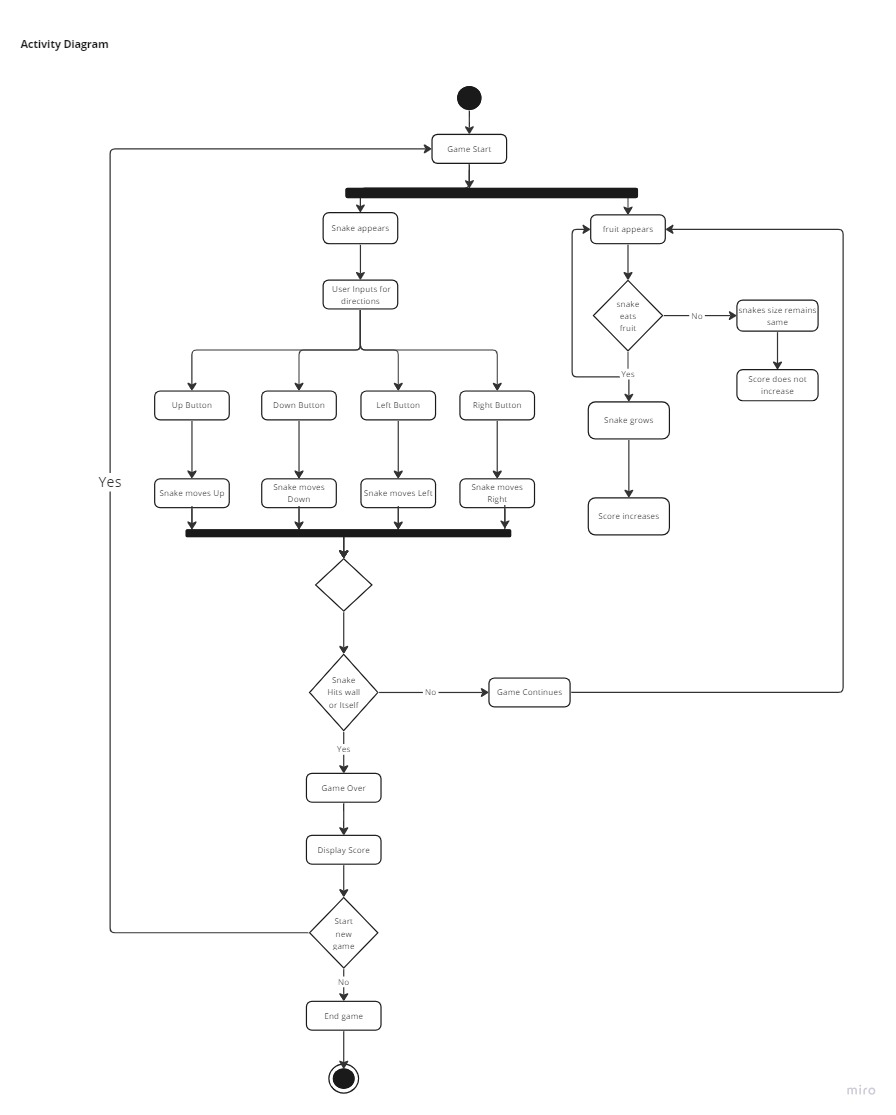 Activity Diagram
Game Start
Snake appears
fruit appears
User Inputs for
directions
snake
eats
fruit
No
snakes size remains
same
Yes
Score does not
increase
Up Button
Down Button
Left Button
Right Button
Snake grows
Yes
Snake moves Up
Snake moves
Down
Snake moves Left
Snake moves
Right
Score increases
Snake
Hits wall
or Itself
No
Game Continues
Yes
Game Over
Display Score
Start
new
game
No
End game
miro